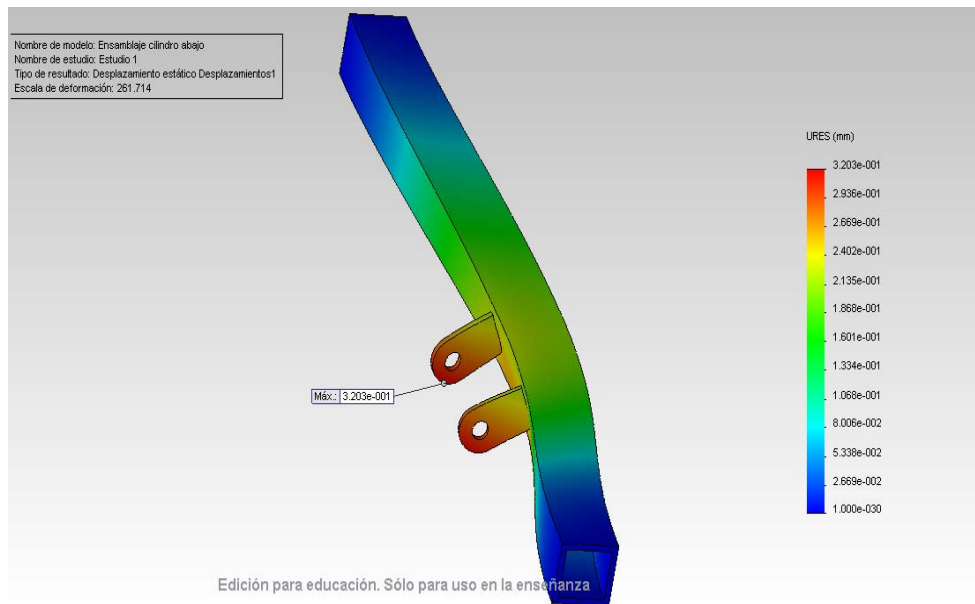 Nombre de modelo: Ensamblaje cilindro abajo
Nombre de estudio: Estudio 1
Tipo de resultado: Desplazamiento estático Desplazamientos1
Escala de deformación: 261.714
URES (mm)
3.203e-001
2.936e-001
2.669e-001
2.402e-001
2.135e-001
1.868e-001
1.601e-001
1.334e-001
1.068e-001
8.006e-002
5.338e-002
2.669e-002
1.000e-030
Máx.: 3.203e-001
Edición para educación. Sólo para uso en la enseñanza